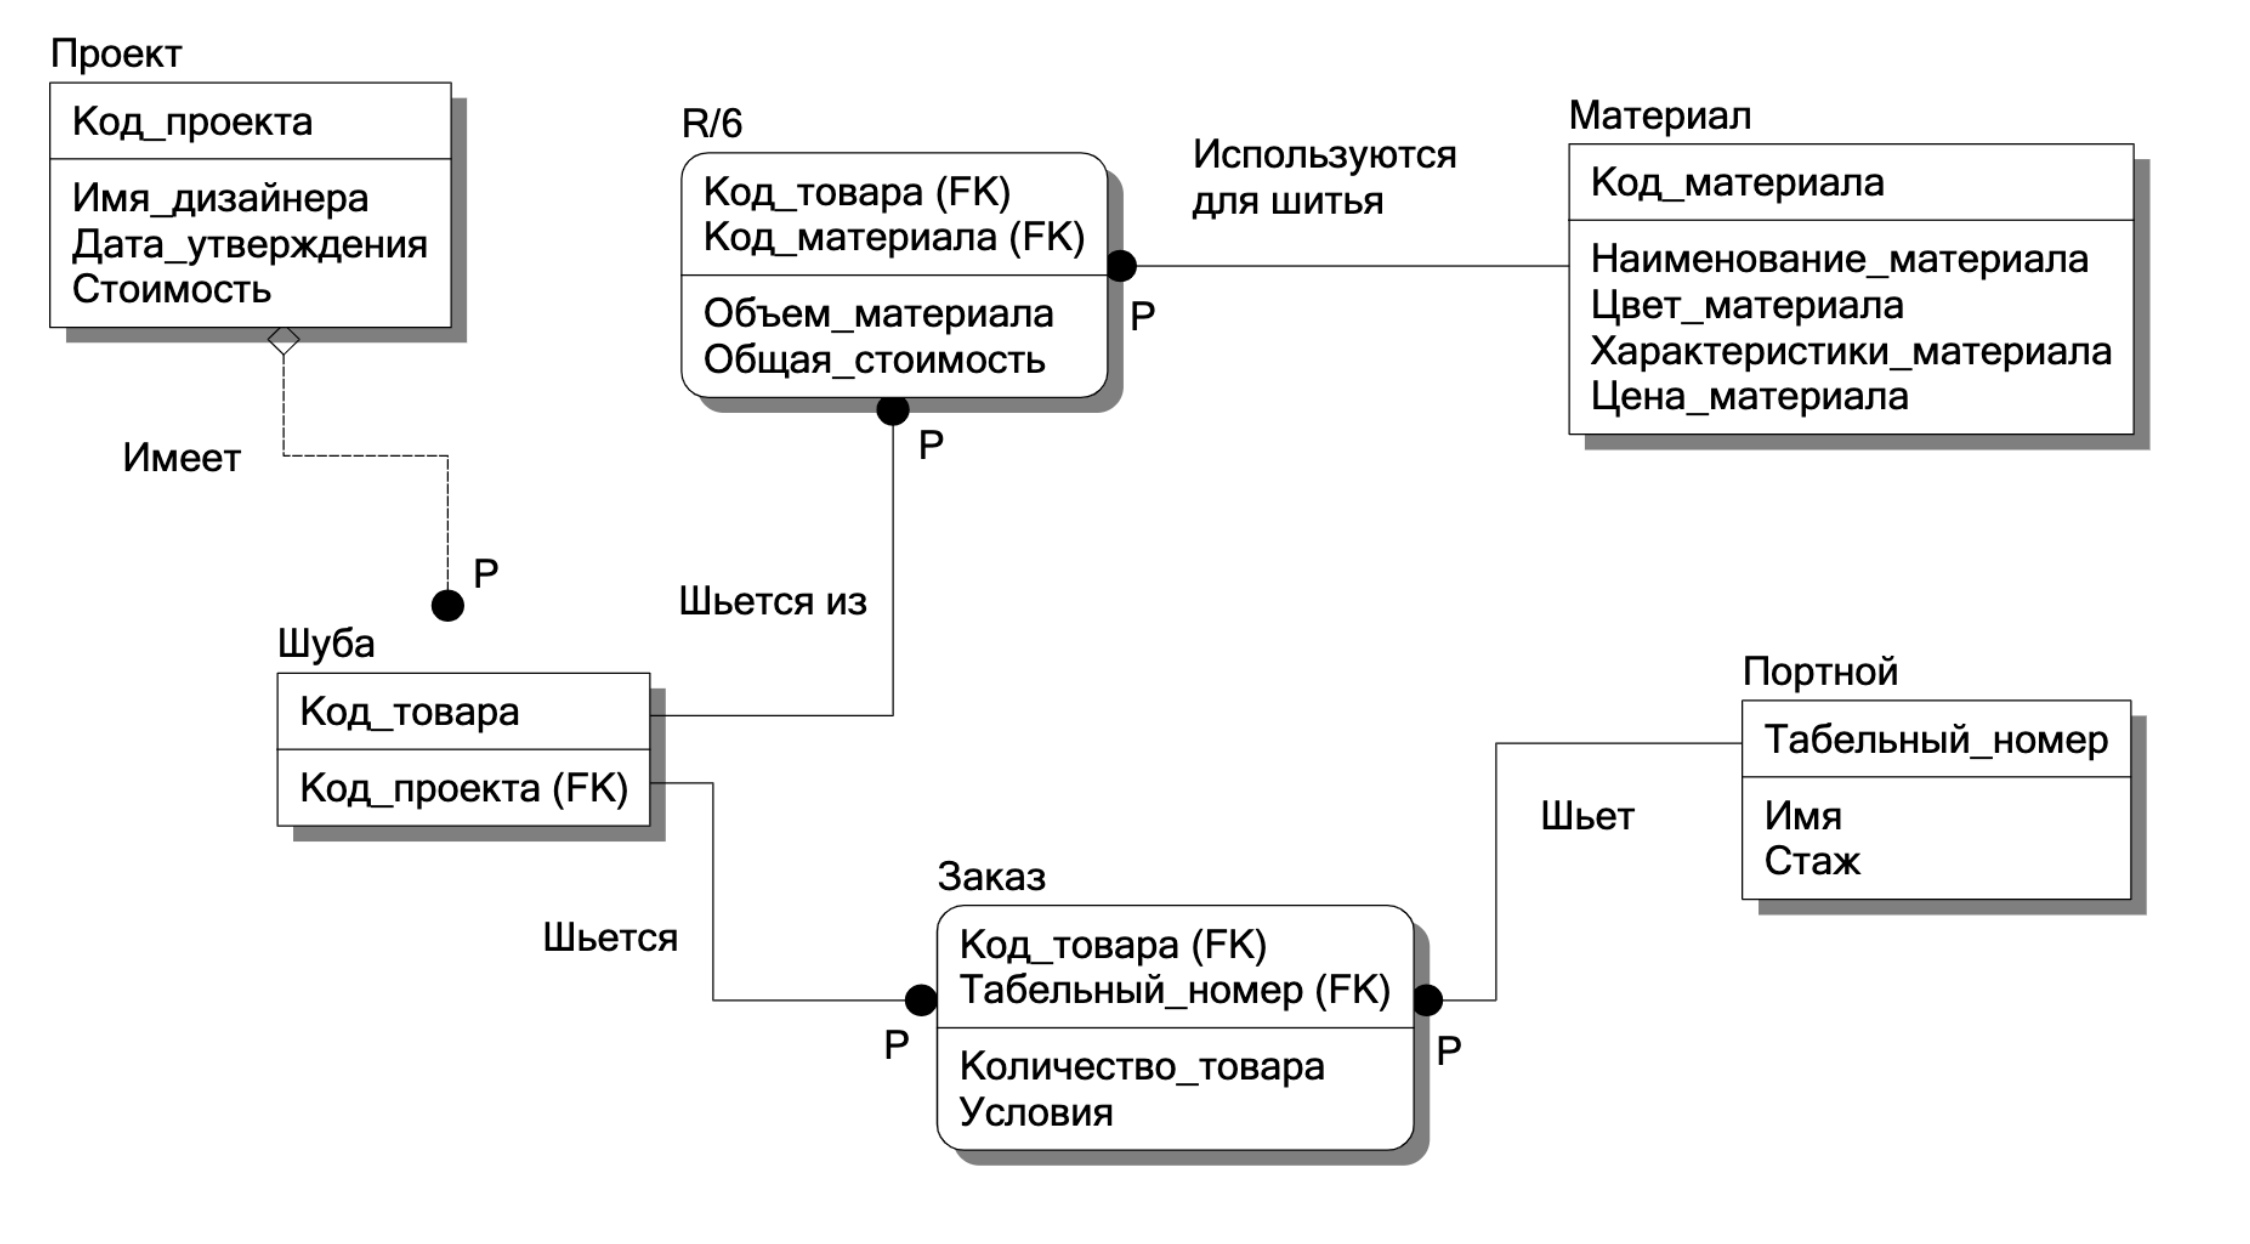 Проект
Код_проекта
Имя_дизайнера
Дата_утверждения
Стоимость
R/6
Код_товара (FK)
Код_материала (FK)
Объем_материала
Общая_стоимость
Используются
для шитья
P
Материал
Код_материала
Наименование_материала
Цвет_материала
Характеристики_материала
Цена_материала
P
Имеет
P
Шьется из
Шуба
Код_товара
Код_проекта (FK)
Портной
Табельный_номер
Имя
Стаж
Шьет
Шьется
Заказ
Код_товара (FK)
Табельный_номер (FK)
Количество_товара
Условия
P
P